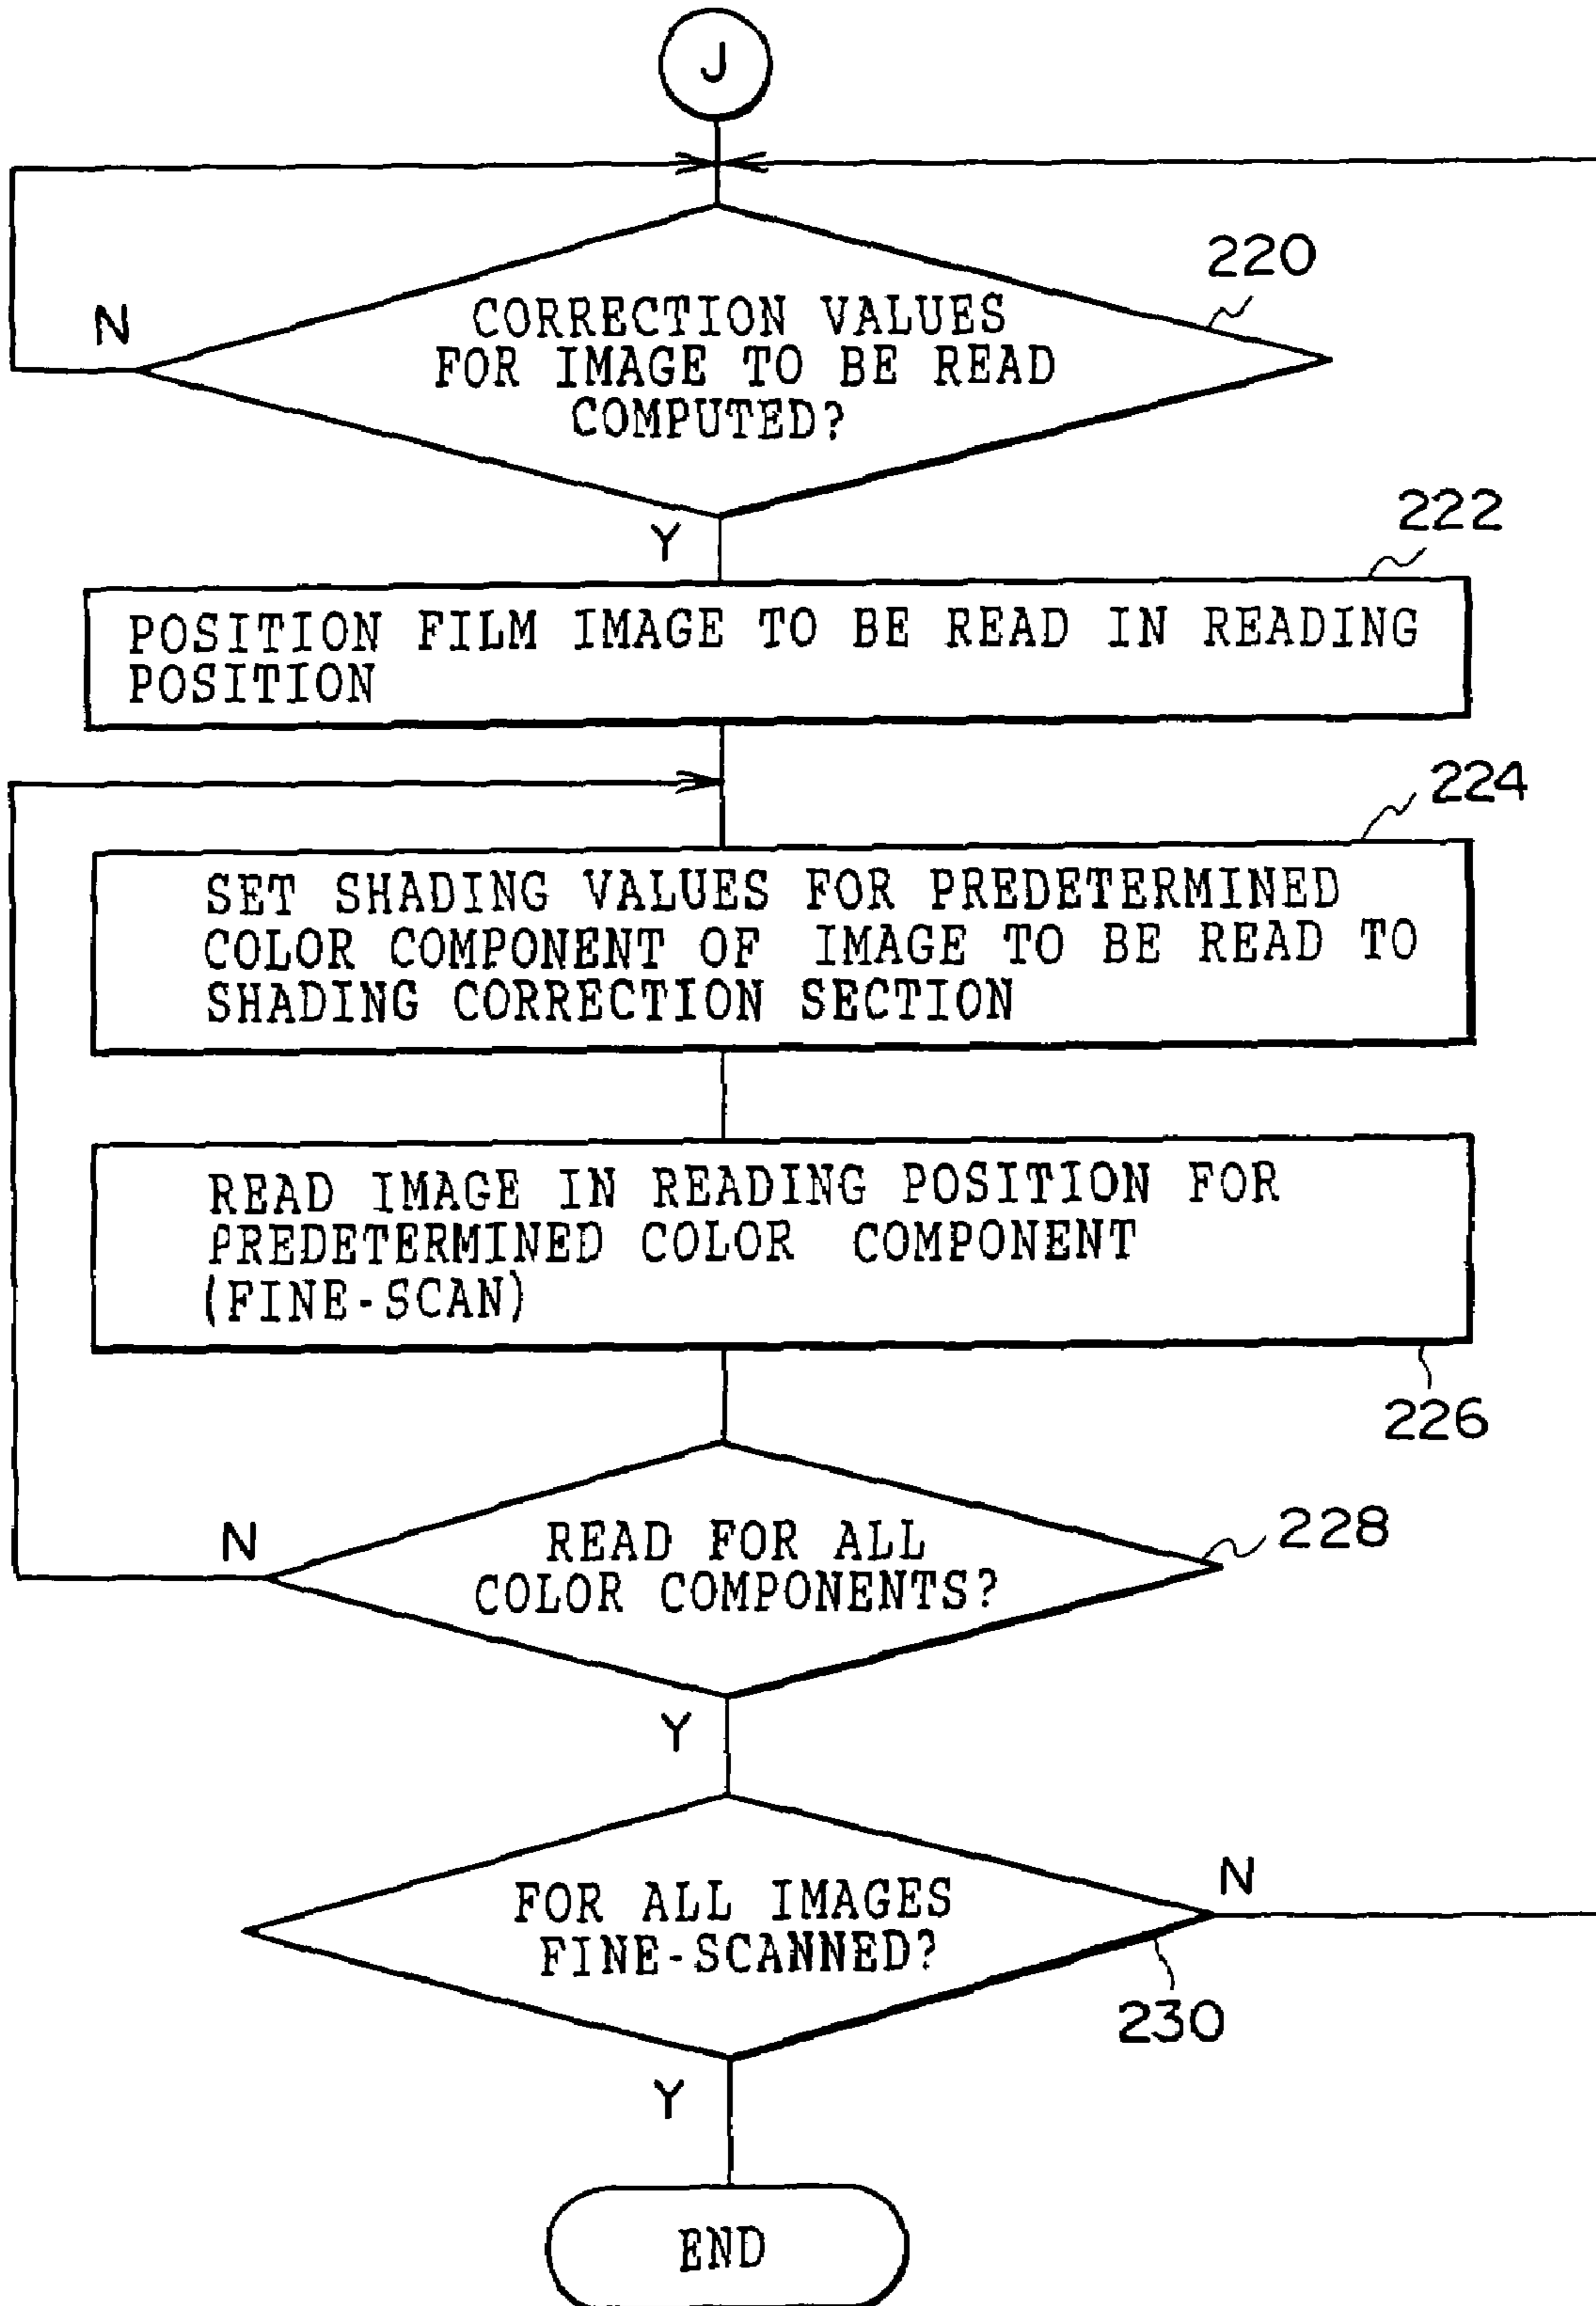 J
220
N
CORRECTION VALUES
FOR IMAGE TO BE READ
COMPUTED?
222
Y
POSITION FILM IMAGE TO BE READ IN READING
POSITION
224
SET SHADING VALUES FOR PREDETERMINED
COLOR COMPONENT OF IMAGE TO BE READ TO
SHADING CORRECTION SECTION
READ IMAGE IN READING POSITION FOR
PREDETERMINED COLOR COMPONENT
(FINE-SCAN)
226
N
READ FOR ALL
COLOR COMPONENTS?
228
Y
N
FOR ALL IMAGES
FINE-SCANNED?
230
Y
END